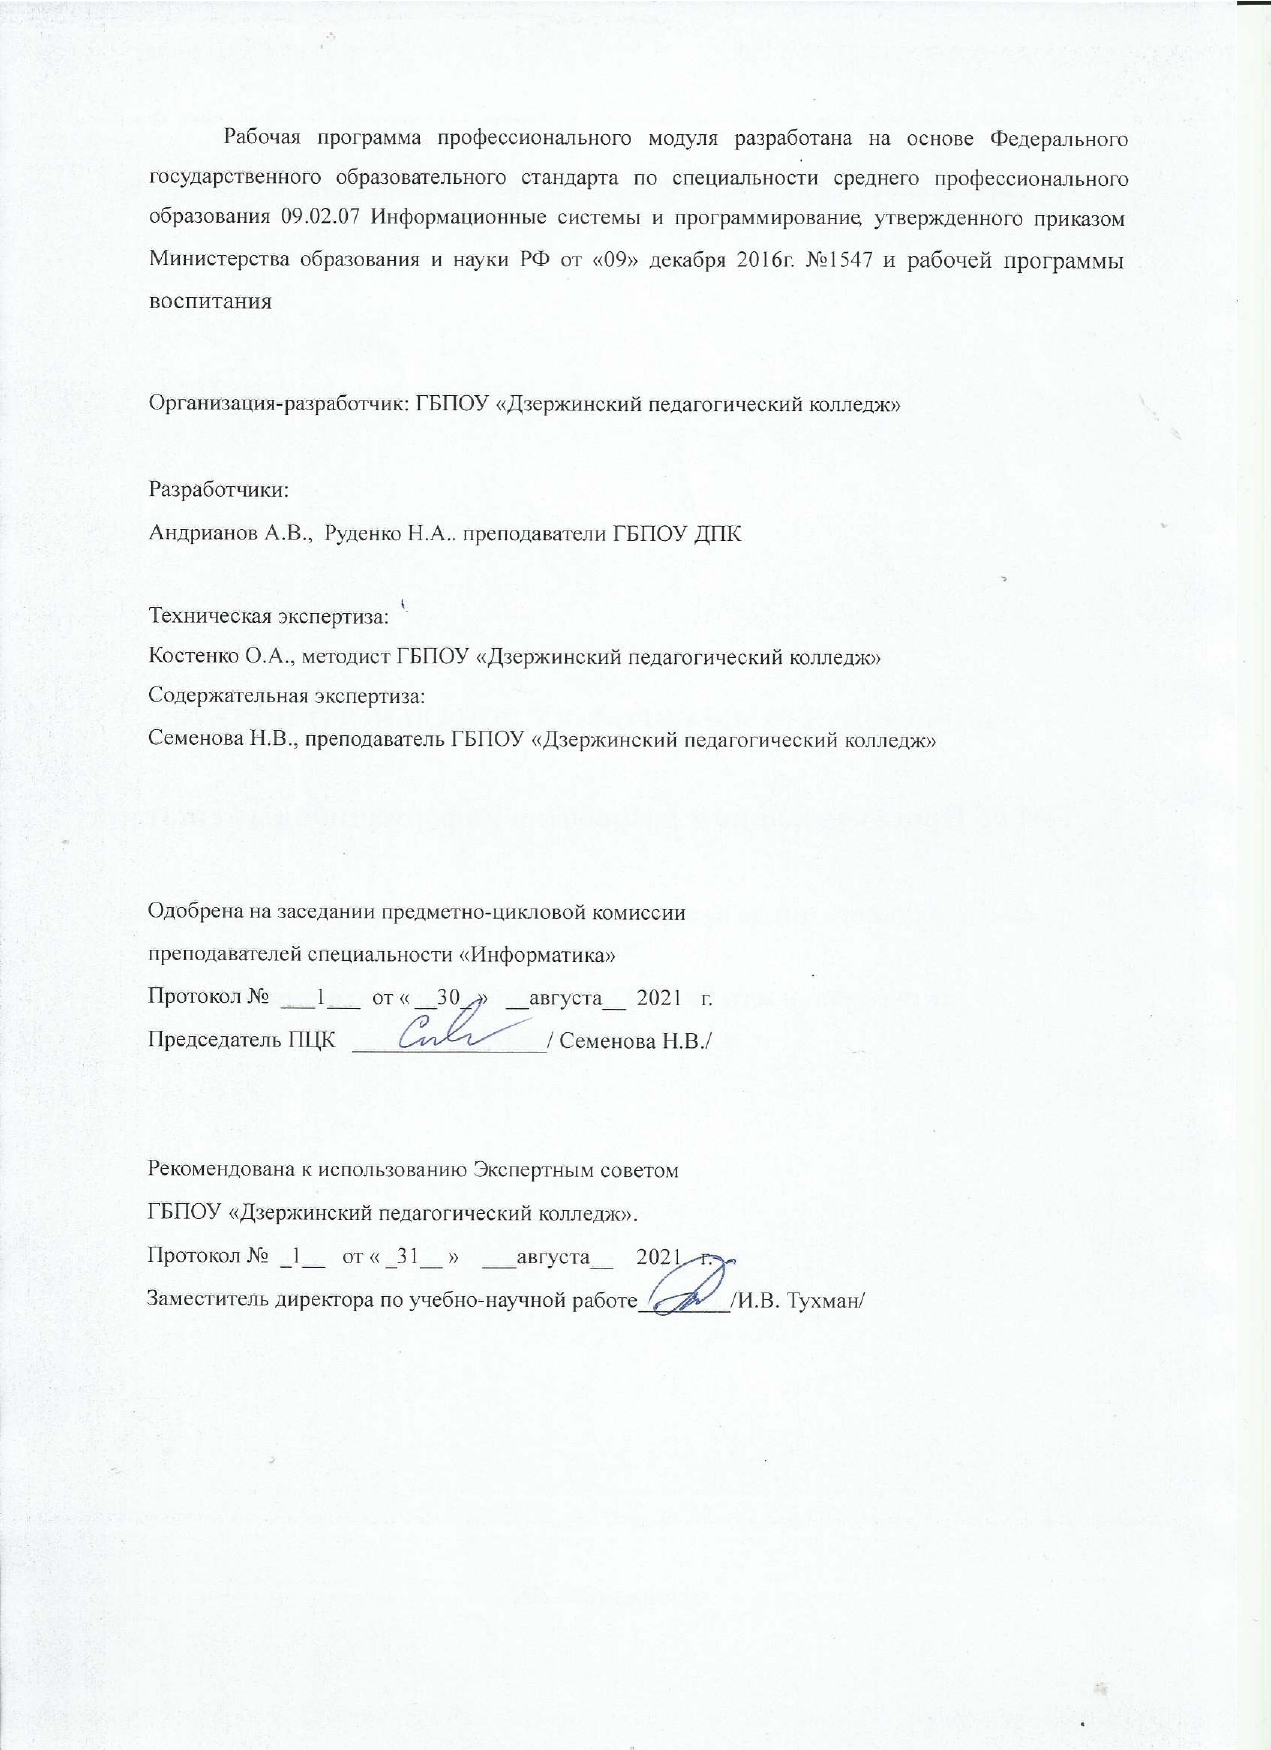 Рабочая программа профессионального модуля разработана на основе Федерального
государственного образовательного стандарта по специальности среднего профессионального
образования 09.02.07 Информационные системы и программирование, утвержденного приказом
Министерства образования и науки РФ от «09» декабря 2016г. №1547 и рабочей программы
воспитания
Организация-разработчик: ГБПОУ «Дзержинский педагогический колледж»
Разработчики:
Андрианов А.В., Руденко Н.А.. преподаватели ГБПОУ ДПК
Техническая экспертиза:
Костенко О.А., методист ГБПОУ «Дзержинский педагогический колледж»
Содержательная экспертиза:
Семенова Н.В., преподаватель ГБПОУ «Дзержинский педагогический колледж»
Одобрена на заседании предметно-цикловой комиссии
преподавателей специальности «Информатика»
Протокол № ___1___ от « __30__» __августа__ 2021 г.
Председатель ПЦК _________________/ Семенова Н.В./
Рекомендована к использованию Экспертным советом
ГБПОУ «Дзержинский педагогический колледж».
Протокол № _1__ от « _31__ » ___августа__ 2021 г.
Заместитель директора по учебно-научной работе________/И.В. Тухман/